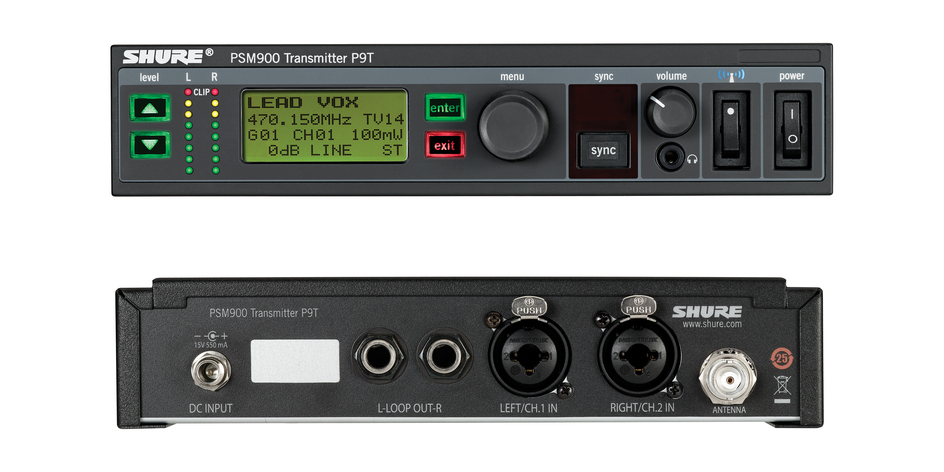 SHURE®
PSM900 Transmitter P9T
level
L
R
CLIP
LEAD VOX
470.150MHz TV14
G01 CH01 100mW
0dB LINE ST
enter
exit
menu
sync
sync
volume
power
I
O
PSM900 Transmitter P9T
15V 550 mA
DC INPUT
L-LOOP OUT-R
PUSH
LEFT/CH.1 IN
PUSH
RIGHT/CH.2 IN
SHURE
www.shure.com
ANTENNA
25